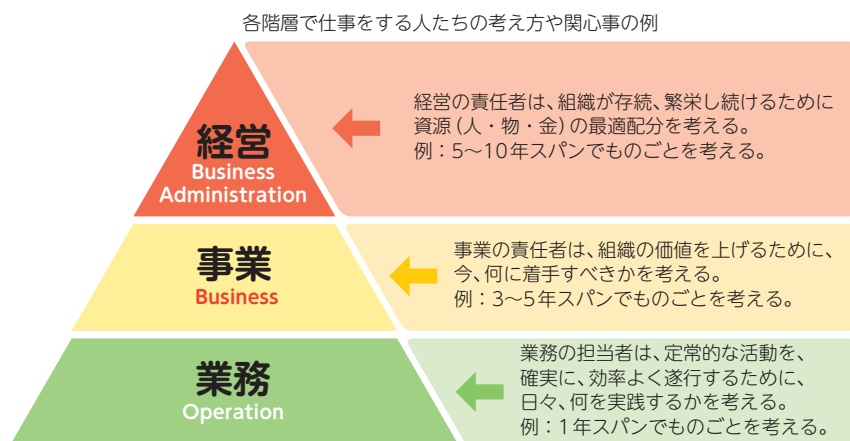 各階層で仕事をする人たちの考え方や関心事の例
経営
Business
Administration
経営の責任者は、組織が存続、繁栄し続けるために
資源（人・物・金）の最適配分を考える。
例：5〜10年スパンでものごとを考える。
事業
Business
事業の責任者は、組織の価値を上げるために、
今、何に着手すべきかを考える。
例：3〜5年スパンでものごとを考える。
業務
Operation
業務の担当者は、定常的な活動を、
確実に、効率よく遂行するために、
日々、何を実践するかを考える。
例：1年スパンでものごとを考える。